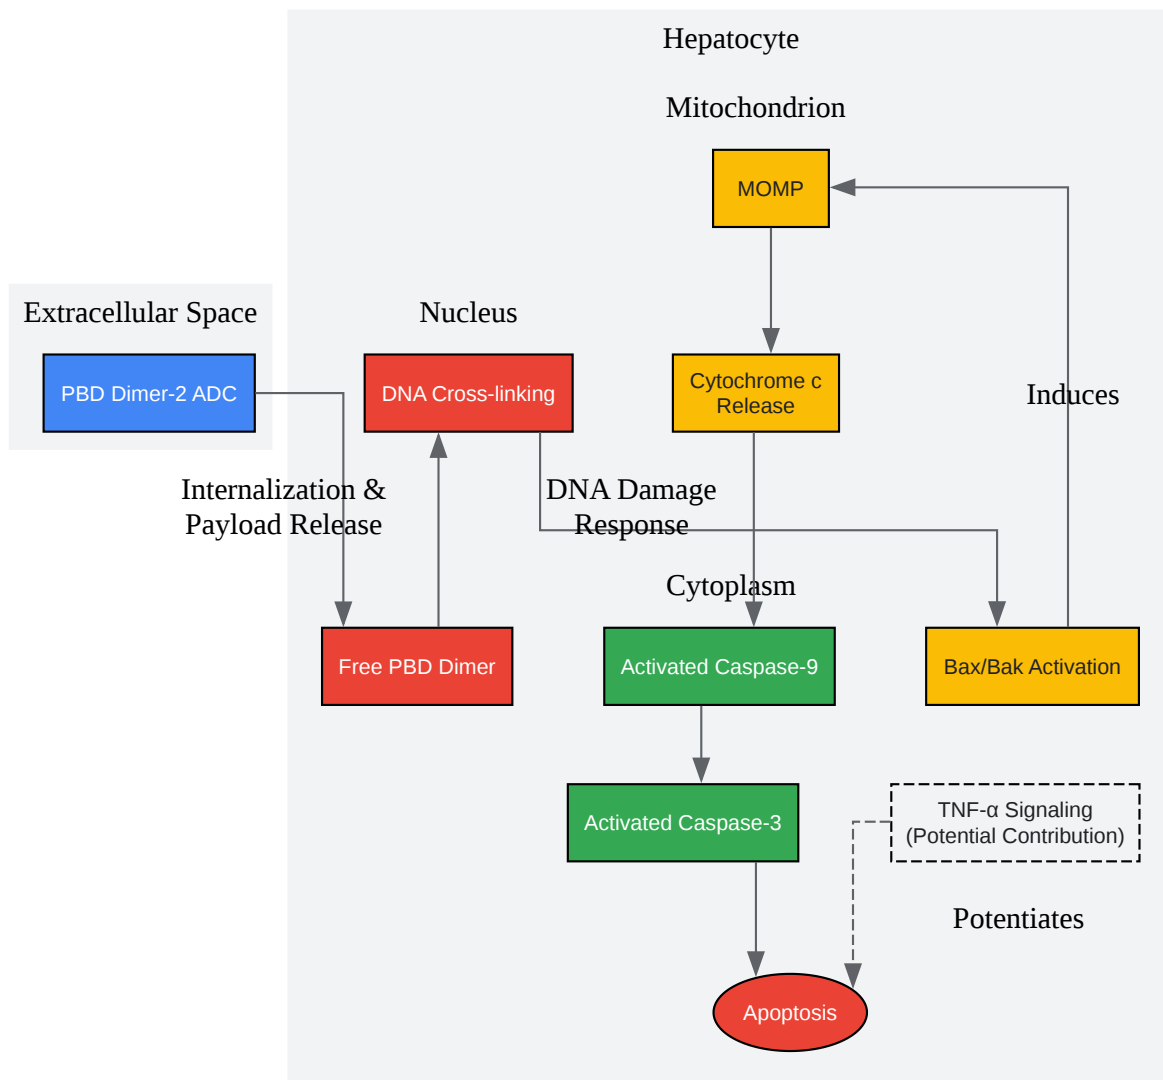 Hepatocyte
Mitochondrion
MOMP
Extracellular Space
Nucleus
PBD Dimer-2 ADC
DNA Cross-linking
Cytochrome c
Release
Induces
Internalization &
Payload Release
DNA Damage
Response
Cytoplasm
Free PBD Dimer
Activated Caspase-9
Bax/Bak Activation
Activated Caspase-3
TNF-α Signaling
(Potential Contribution)
Potentiates
Apoptosis